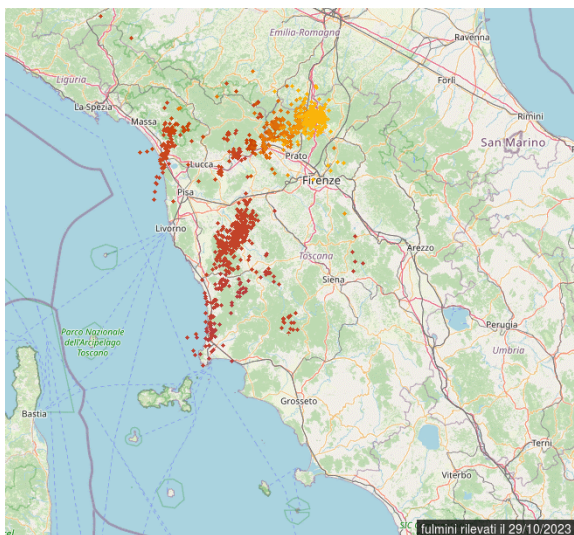 Emilia-Romagna
Ravenna
Liguria
Forlì
La-Spezia
Massa
Rimini
San Marino
Prato
Lucca
Firenze
Pisa
Livorno
Arezzo
Toscana
Siena
Parco Nazionale
dell'Arcipelago
Toscano
Perugia
Umbria
Grosseto
Bastia
Terni
Viterbo
fulmini rilevati il 29/10/2023